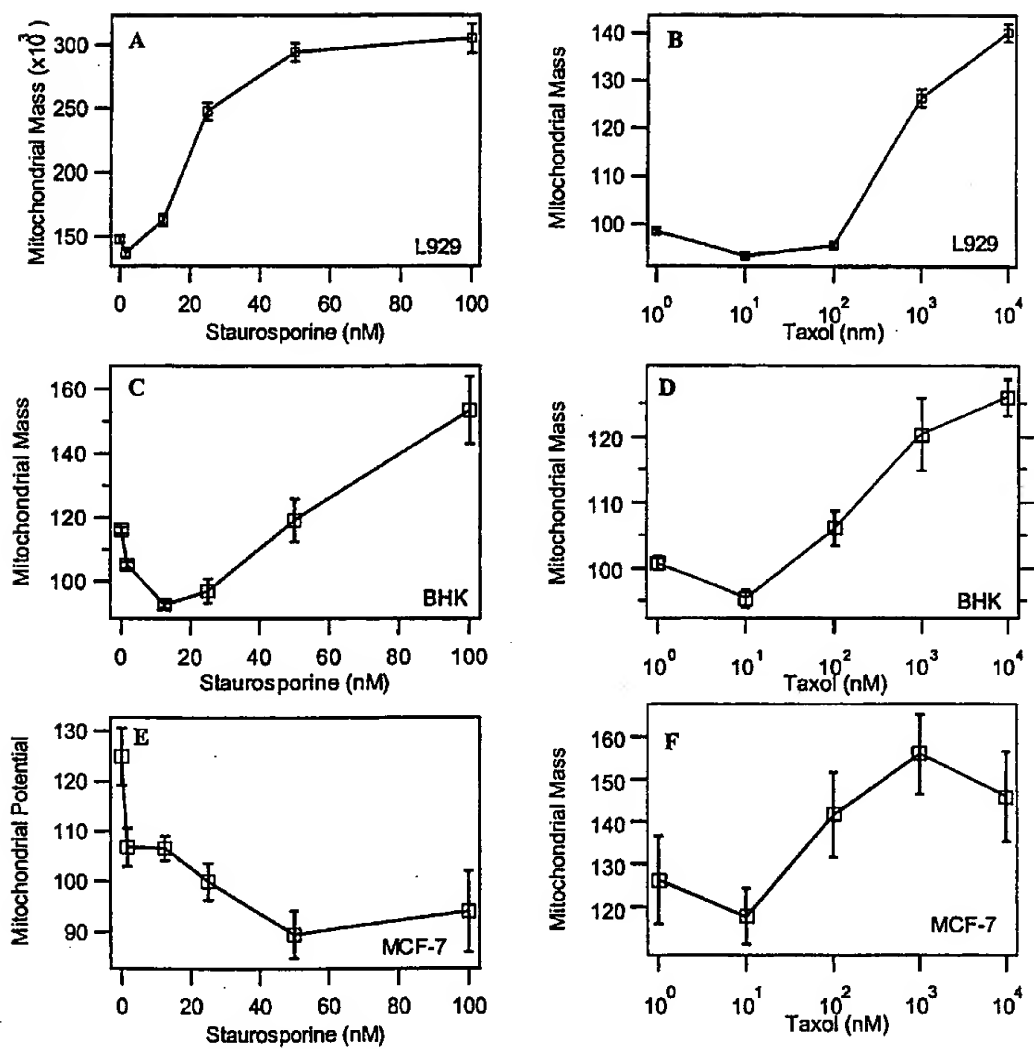 A
Mitochondrial Mass (x10³)
300
250
200
150
L929
0 20 40 60 80 100
Staurosporine (nM)
B
Mitochondrial Mass
140
130
120
110
100
L929
10⁰ 10¹ 10² 10³ 10⁴
Taxol (nm)
C
Mitochondrial Mass
160
140
120
100
BHK
0 20 40 60 80 100
Staurosporine (nM)
D
Mitochondrial Mass
120
110
100
BHK
10⁰ 10¹ 10² 10³ 10⁴
Taxol (nM)
E
Mitochondrial Potential
130
120
110
100
90
MCF-7
0 20 40 60 80 100
Staurosporine (nM)
F
Mitochondrial Mass
160
150
140
130
120
MCF-7
10⁰ 10¹ 10² 10³ 10⁴
Taxol (nM)